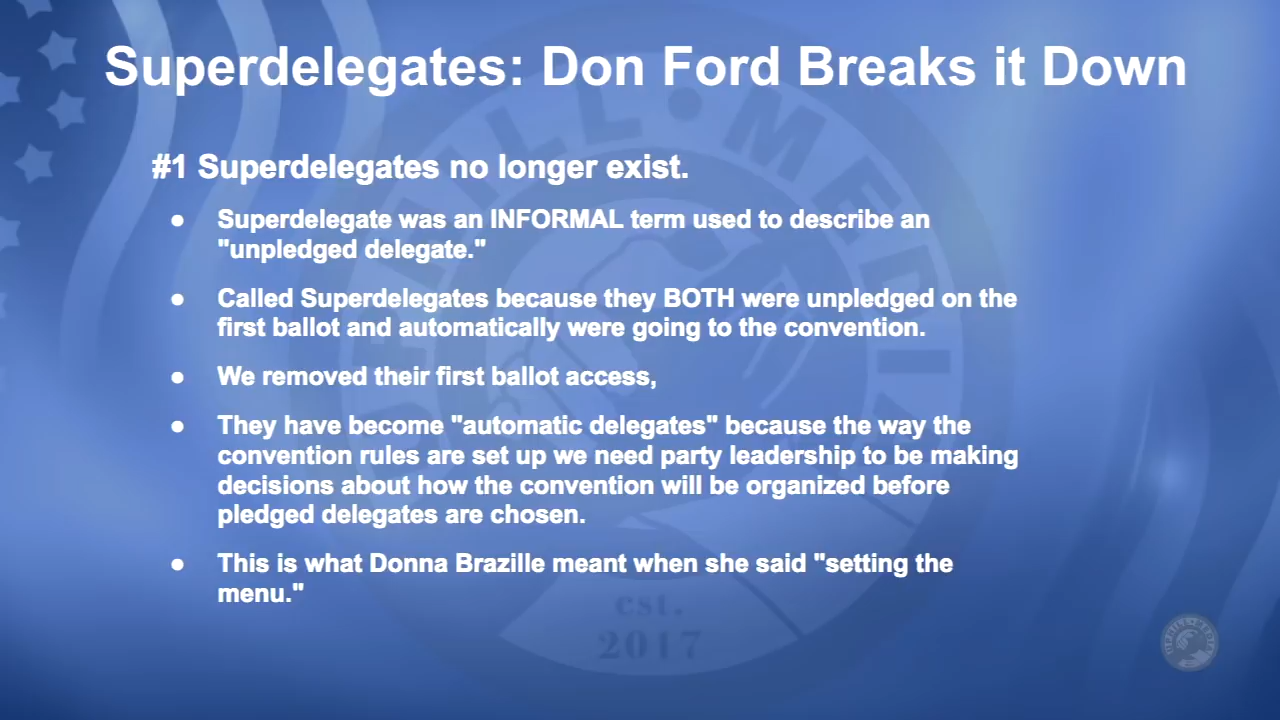 Superdelegates: Don Ford Breaks it Down
#1 Superdelegates no longer exist.
● Superdelegate was an INFORMAL term used to describe an
"unpledged delegate."
● Called Superdelegates because they BOTH were unpledged on the
first ballot and automatically were going to the convention.
● We removed their first ballot access,
● They have become "automatic delegates" because the way the
convention rules are set up we need party leadership to be making
decisions about how the convention will be organized before
pledged delegates are chosen.
● This is what Donna Brazille meant when she said "setting the
menu."
UPHILL • MEDIA
est.
2017
UPHILL • MEDIA